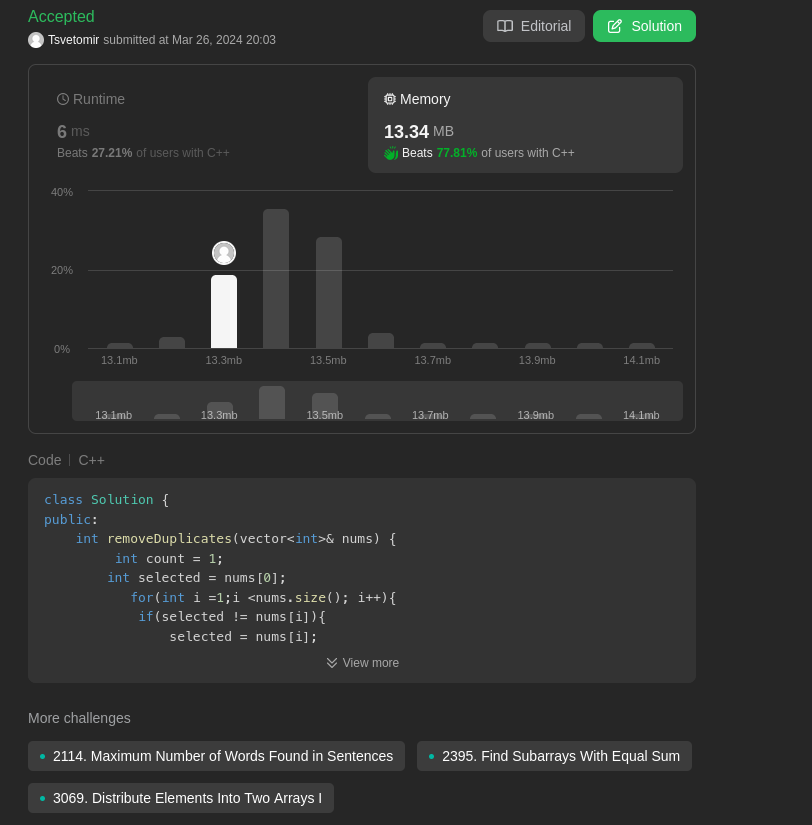 Accepted
Editorial
Solution
Tsvetomir submitted at Mar 26, 2024 20:03
Runtime
Memory
6 ms
13.34 MB
Beats 27.21% of users with C++
Beats 77.81% of users with C++
40%
20%
0%
13.1mb 13.3mb 13.5mb 13.7mb 13.9mb 14.1mb
13.1mb 13.3mb 13.5mb 13.7mb 13.9mb 14.1mb
Code | C++
class Solution {
public:
    int removeDuplicates(vector<int>& nums) {
         int count = 1;
        int selected = nums[0];
           for(int i =1;i <nums.size(); i++){
            if(selected != nums[i]){
                selected = nums[i];
View more
More challenges
2114. Maximum Number of Words Found in Sentences
2395. Find Subarrays With Equal Sum
3069. Distribute Elements Into Two Arrays I